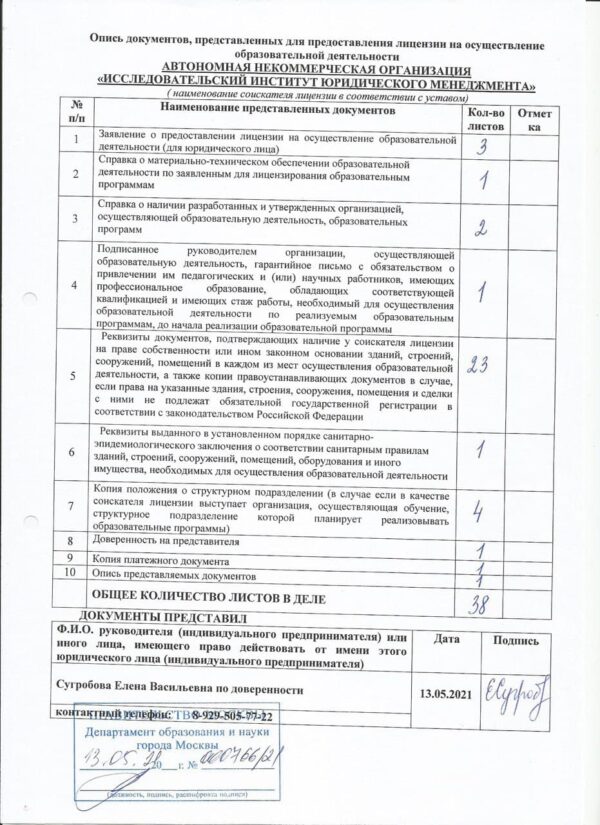 Опись документов, представленных для предоставления лицензии на осуществление
образовательной деятельности
АВТОНОМНАЯ НЕКОММЕРЧЕСКАЯ ОРГАНИЗАЦИЯ
«ИССЛЕДОВАТЕЛЬСКИЙ ИНСТИТУТ ЮРИДИЧЕСКОГО МЕНЕДЖМЕНТА»
( наименование соискателя лицензии в соответствии с уставом)
№ п/п Наименование представленных документов Кол-во листов Отмет ка
1 Заявление о предоставлении лицензии на осуществление образовательной
деятельности (для юридического лица) 3
2 Справка о материально-техническом обеспечении образовательной
деятельности по заявленным для лицензирования образовательным
программам 1
3 Справка о наличии разработанных и утвержденных организацией,
осуществляющей образовательную деятельность, образовательных
программ 2
4 Подписанное руководителем организации, осуществляющей
образовательную деятельность, гарантийное письмо с обязательством о
привлечении им педагогических и (или) научных работников, имеющих
профессиональное образование, обладающих соответствующей
квалификацией и имеющих стаж работы, необходимый для осуществления
образовательной деятельности по реализуемым образовательным
программам, до начала реализации образовательной программы 1
5 Реквизиты документов, подтверждающих наличие у соискателя лицензии
на праве собственности или ином законном основании зданий, строений,
сооружений, помещений в каждом из мест осуществления образовательной
деятельности, а также копии правоустанавливающих документов в случае,
если права на указанные здания, строения, сооружения, помещения и сделки
с ними не подлежат обязательной государственной регистрации в
соответствии с законодательством Российской Федерации 23
6 Реквизиты выданного в установленном порядке санитарно-
эпидемиологического заключения о соответствии санитарным правилам
зданий, строений, сооружений, помещений, оборудования и иного
имущества, необходимых для осуществления образовательной деятельности 1
7 Копия положения о структурном подразделении (в случае если в качестве
соискателя лицензии выступает организация, осуществляющая обучение,
структурное подразделение которой планирует реализовывать
образовательные программы) 4
8 Доверенность на представителя 1
9 Копия платежного документа 1
10 Опись представляемых документов 1
ОБЩЕЕ КОЛИЧЕСТВО ЛИСТОВ В ДЕЛЕ 38
ДОКУМЕНТЫ ПРЕДСТАВИЛ
Ф.И.О. руководителя (индивидуального предпринимателя) или
иного лица, имеющего право действовать от имени этого
юридического лица (индивидуального предпринимателя) Дата Подпись
Сугробова Елена Васильевна по доверенности 13.05.2021
контактный телефон: 8-929-505-77-22
Департамент образования и науки
города Москвы
13.05.20 г. № 000766/21
(должность, подпись, расшифровка подписи)